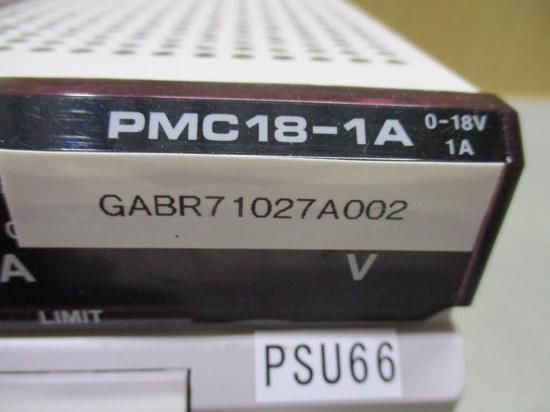 PMC18-1A 0-18V
1A
GABR71027A002
A V
LIMIT
PSU66